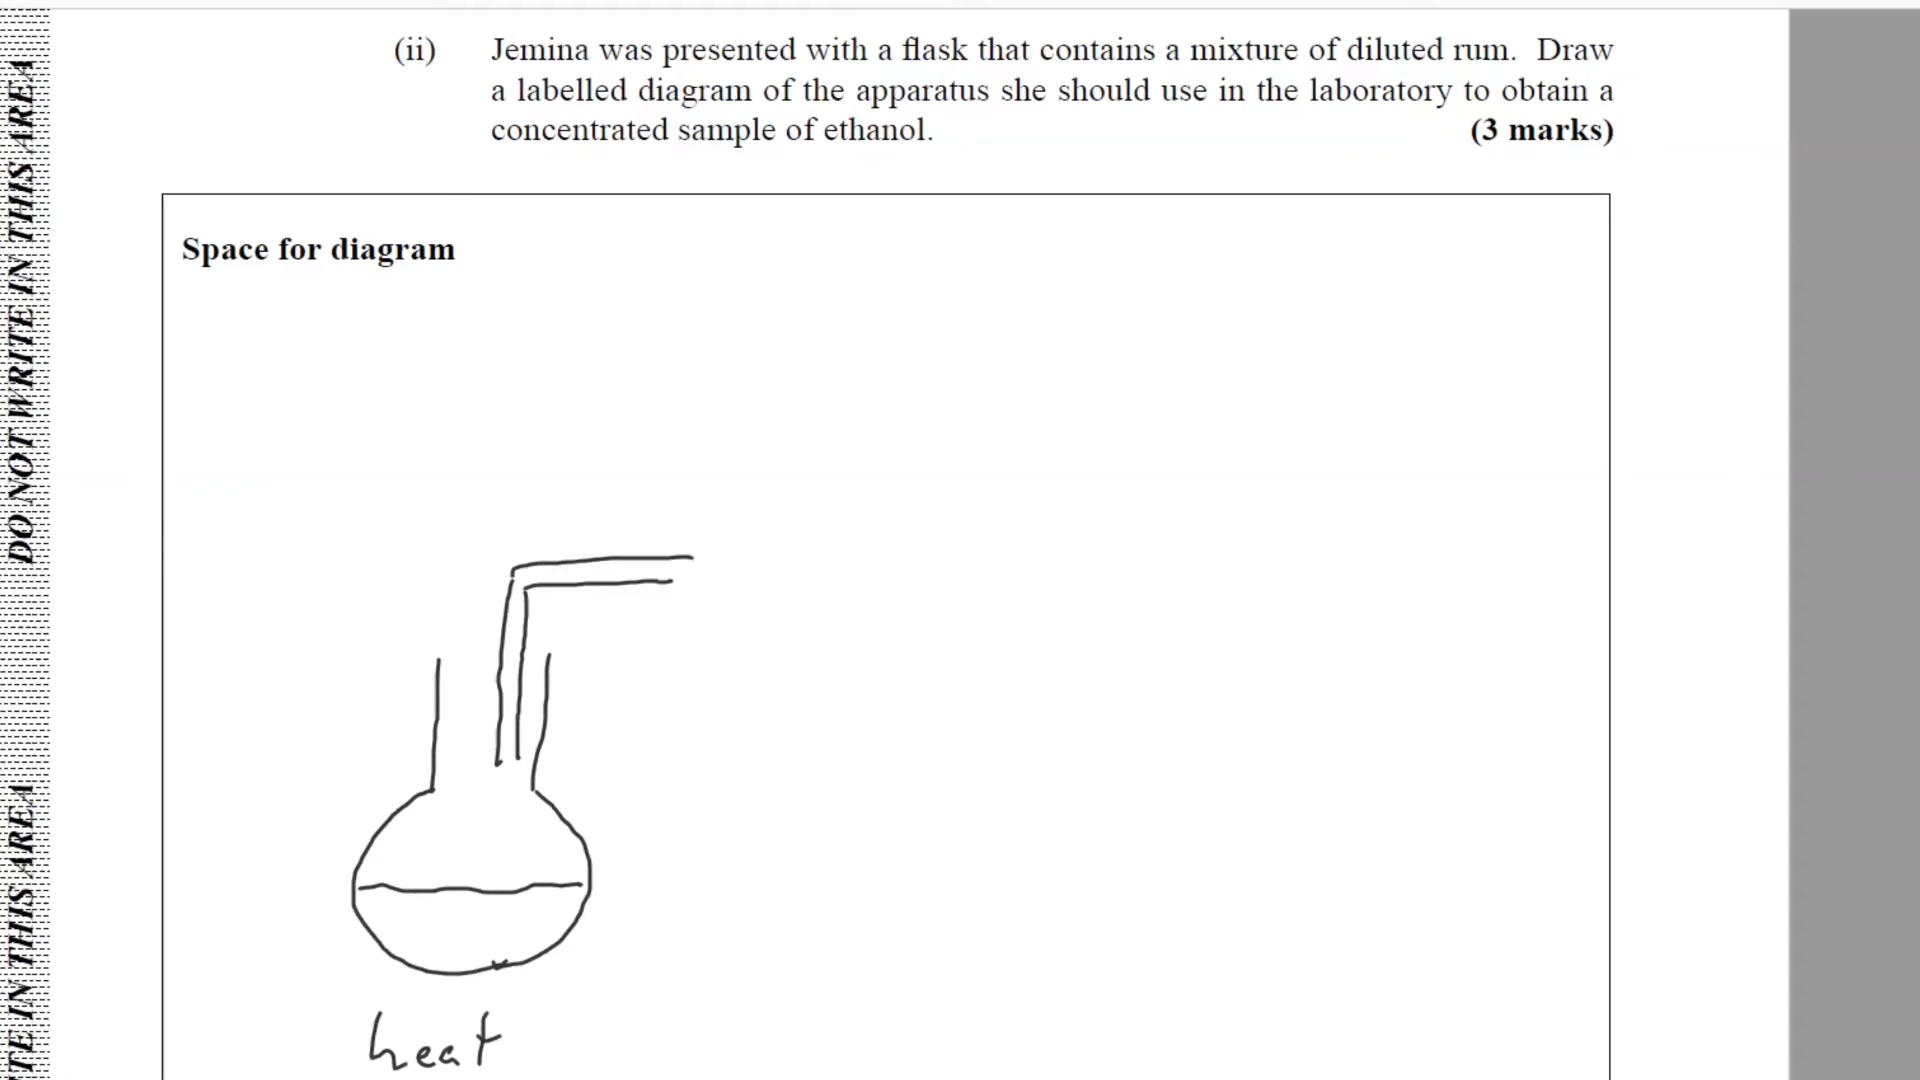 (ii) Jemina was presented with a flask that contains a mixture of diluted rum. Draw
a labelled diagram of the apparatus she should use in the laboratory to obtain a
concentrated sample of ethanol. (3 marks)
Space for diagram
heat
DO NOT WRITE IN THIS AREA
TE IN THIS AREA